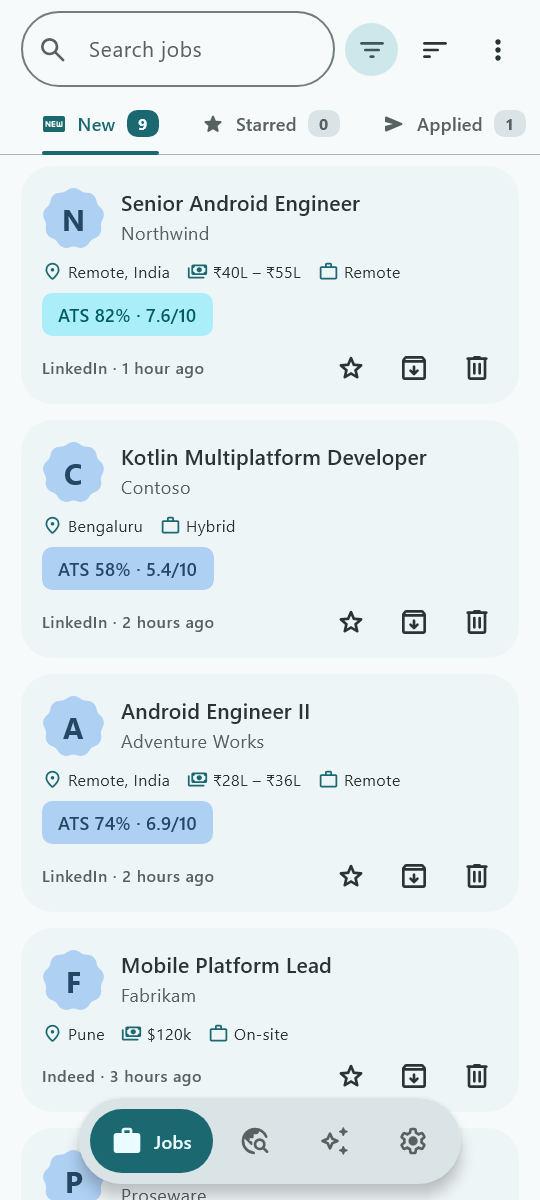 Search jobs
NEW New 9 Starred 0 Applied 1
N Senior Android Engineer
Northwind
Remote, India ₹40L – ₹55L Remote
ATS 82% · 7.6/10
LinkedIn · 1 hour ago
C Kotlin Multiplatform Developer
Contoso
Bengaluru Hybrid
ATS 58% · 5.4/10
LinkedIn · 2 hours ago
A Android Engineer II
Adventure Works
Remote, India ₹28L – ₹36L Remote
ATS 74% · 6.9/10
LinkedIn · 2 hours ago
F Mobile Platform Lead
Fabrikam
Pune $120k On-site
Indeed · 3 hours ago
Jobs
P
Proseware